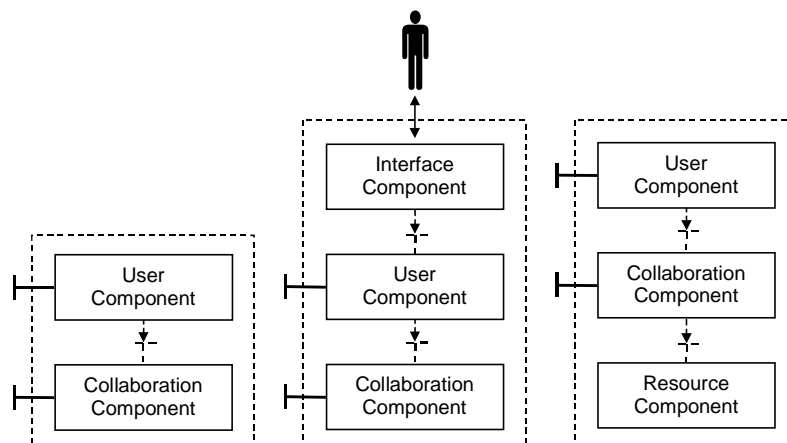 User
Component
Collaboration
Component
Interface
Component
User
Component
Collaboration
Component
User
Component
Collaboration
Component
Resource
Component